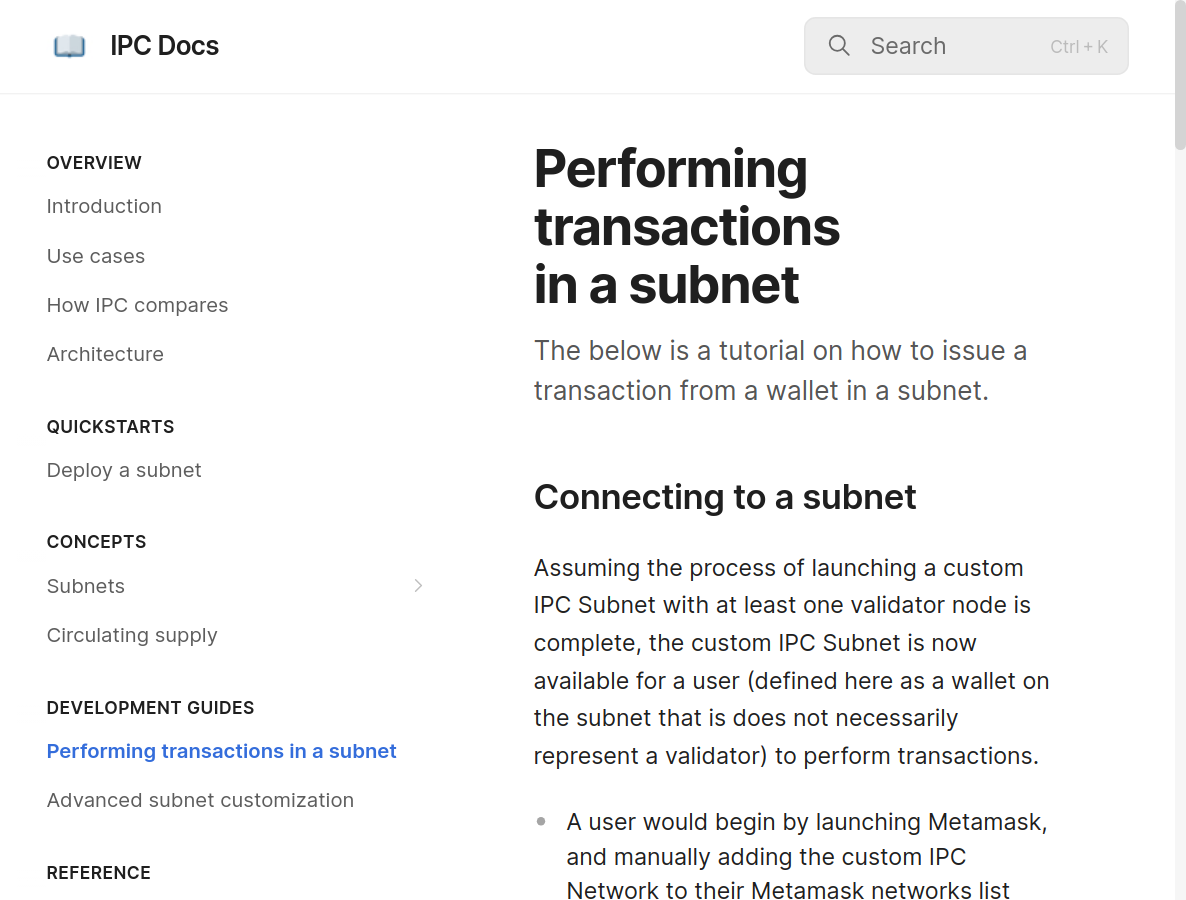 IPC Docs
Search
Ctrl + K
OVERVIEW
Introduction
Use cases
How IPC compares
Architecture
QUICKSTARTS
Deploy a subnet
CONCEPTS
Subnets
Circulating supply
DEVELOPMENT GUIDES
Performing transactions in a subnet
Advanced subnet customization
REFERENCE
Performing
transactions
in a subnet
The below is a tutorial on how to issue a
transaction from a wallet in a subnet.
Connecting to a subnet
Assuming the process of launching a custom
IPC Subnet with at least one validator node is
complete, the custom IPC Subnet is now
available for a user (defined here as a wallet on
the subnet that is does not necessarily
represent a validator) to perform transactions.
A user would begin by launching Metamask,
and manually adding the custom IPC
Network to their Metamask networks list